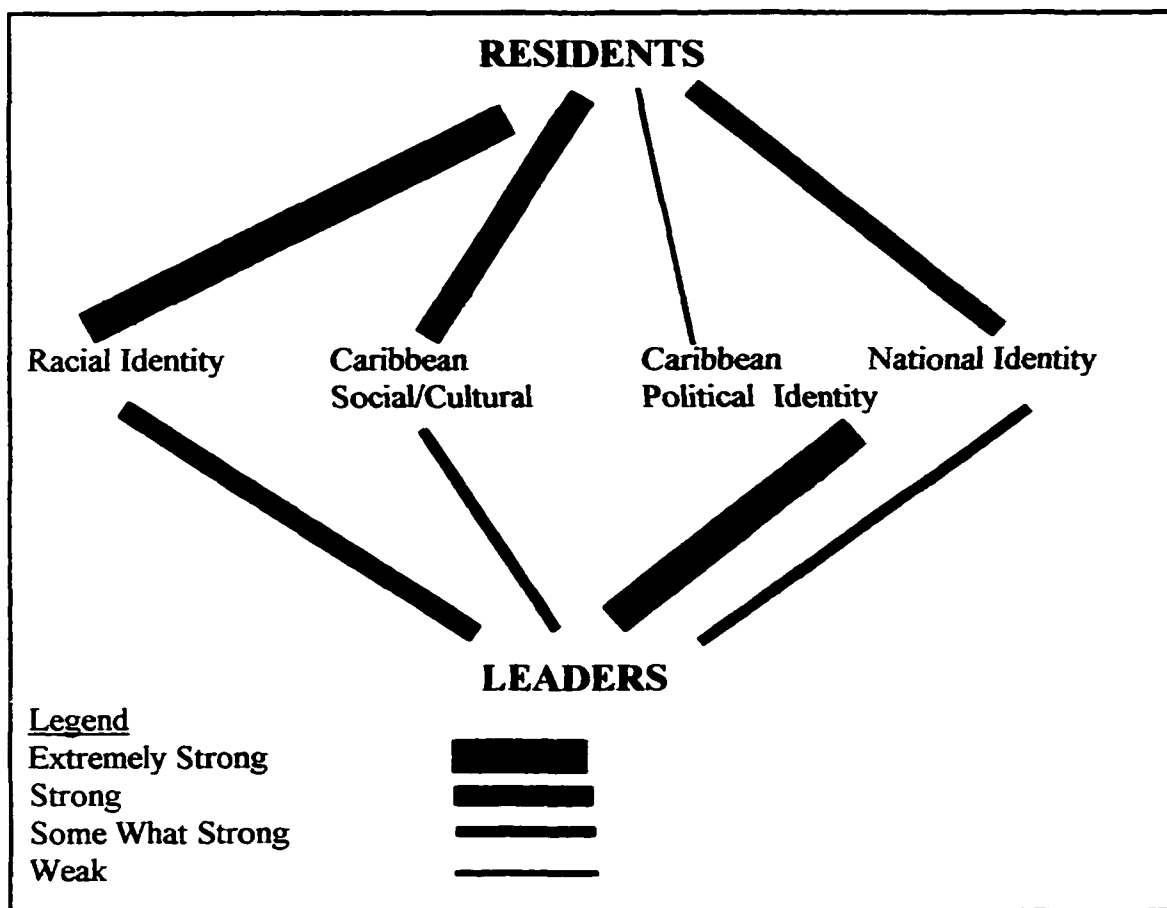 RESIDENTS
Racial Identity
Caribbean
Social/Cultural
Caribbean
Political Identity
National Identity
LEADERS
Legend
Extremely Strong
Strong
Some What Strong
Weak